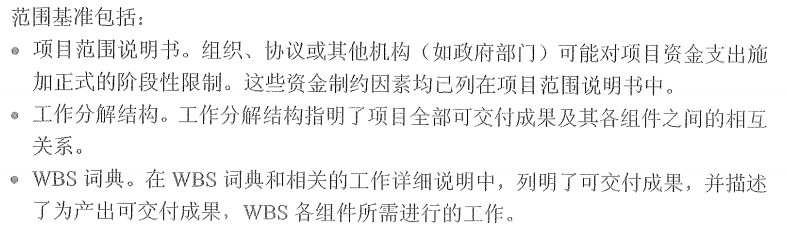 范围基准包括：
● 项目范围说明书。组织、协议或其他机构（如政府部门）可能对项目资金支出施
加正式的阶段性限制。这些资金制约因素均已列在项目范围说明书中。
● 工作分解结构。工作分解结构指明了项目全部可交付成果及其各组件之间的相互
关系。
● WBS 词典。在 WBS 词典和相关的工作详细说明中，列明了可交付成果，并描述
了为产出可交付成果，WBS 各组件所需进行的工作。